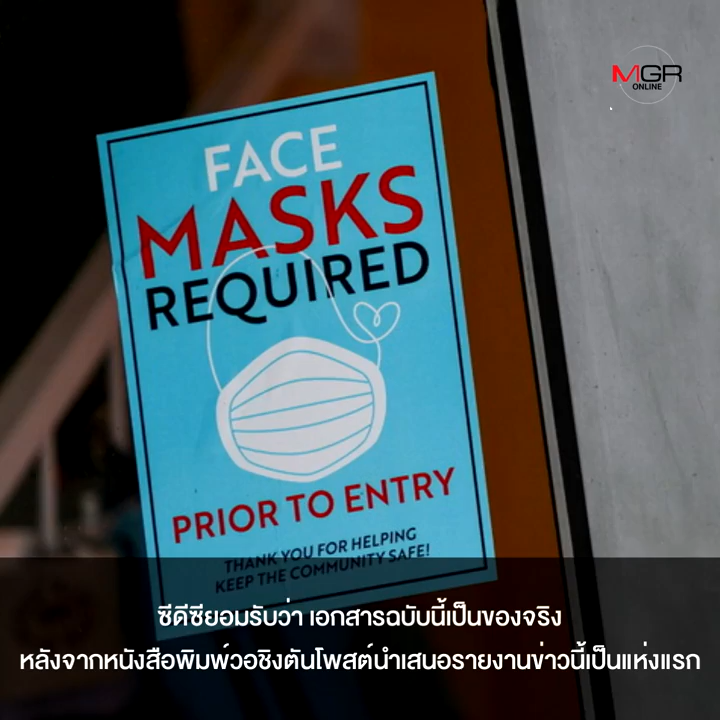 MGR
ONLINE
FACE
MASKS
REQUIRED
PRIOR TO ENTRY
THANK YOU FOR HELPING
KEEP THE COMMUNITY SAFE!
ซีดีซียอมรับว่า เอกสารฉบับนี้เป็นของจริง
หลังจากหนังสือพิมพ์วอชิงตันโพสต์นำเสนอรายงานข่าวนี้เป็นแห่งแรก